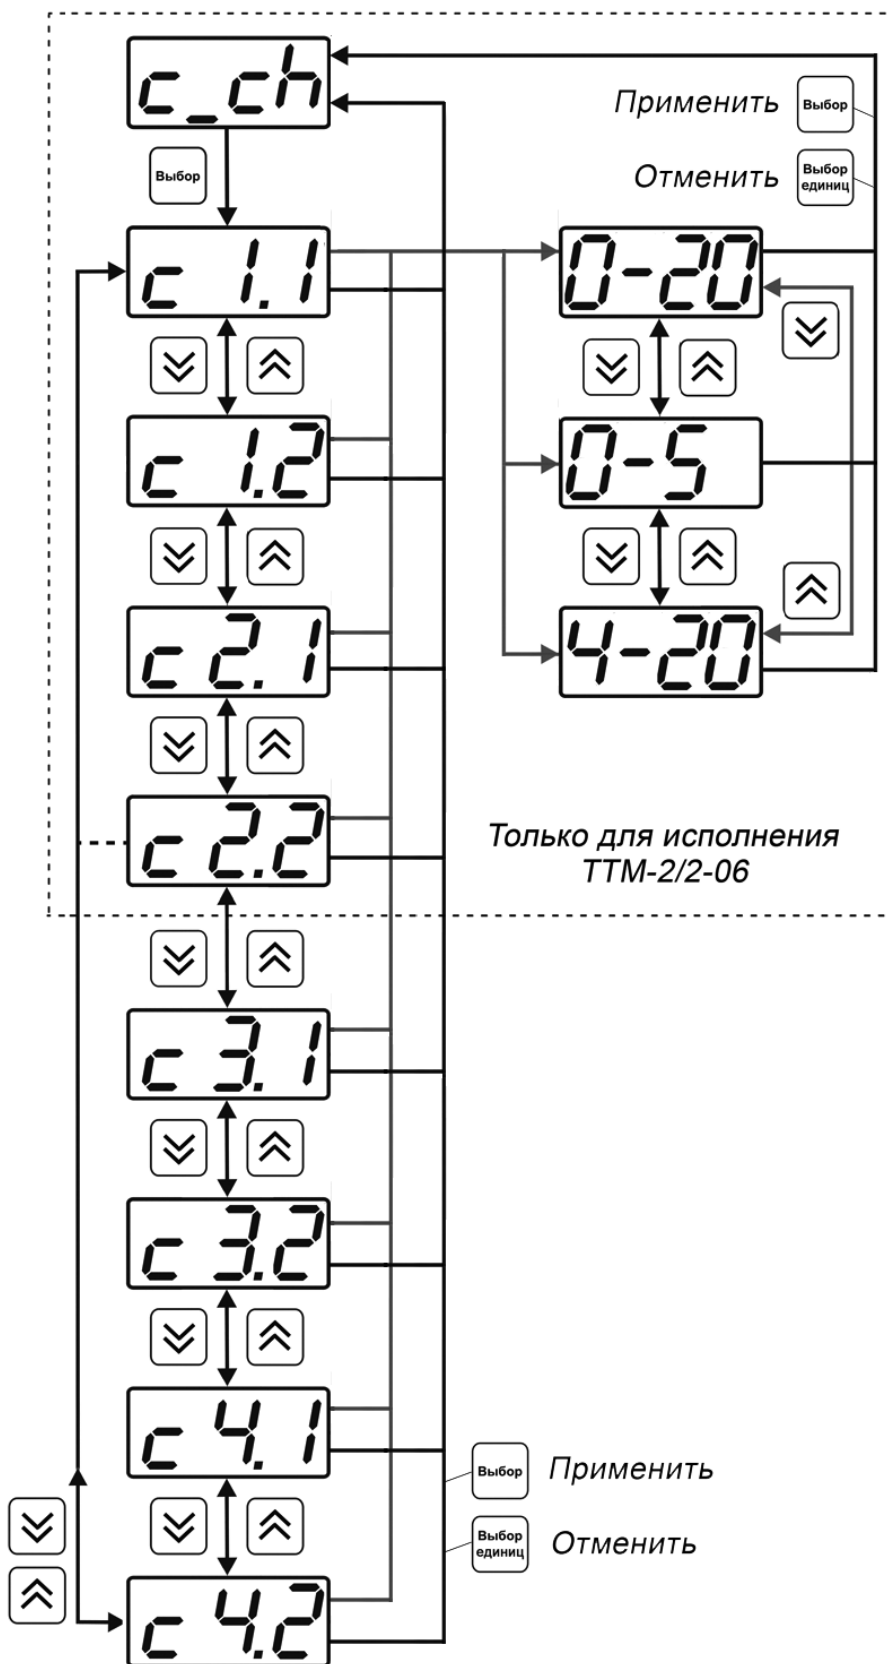 c_ch
Применить
Выбор
Отменить
Выбор
единиц
Выбор
c 1.1
0-20
c 1.2
0-5
c 2.1
4-20
c 2.2
Только для исполнения
ТТМ-2/2-06
c 3.1
c 3.2
c 4.1
Выбор
Применить
Выбор
единиц
Отменить
c 4.2